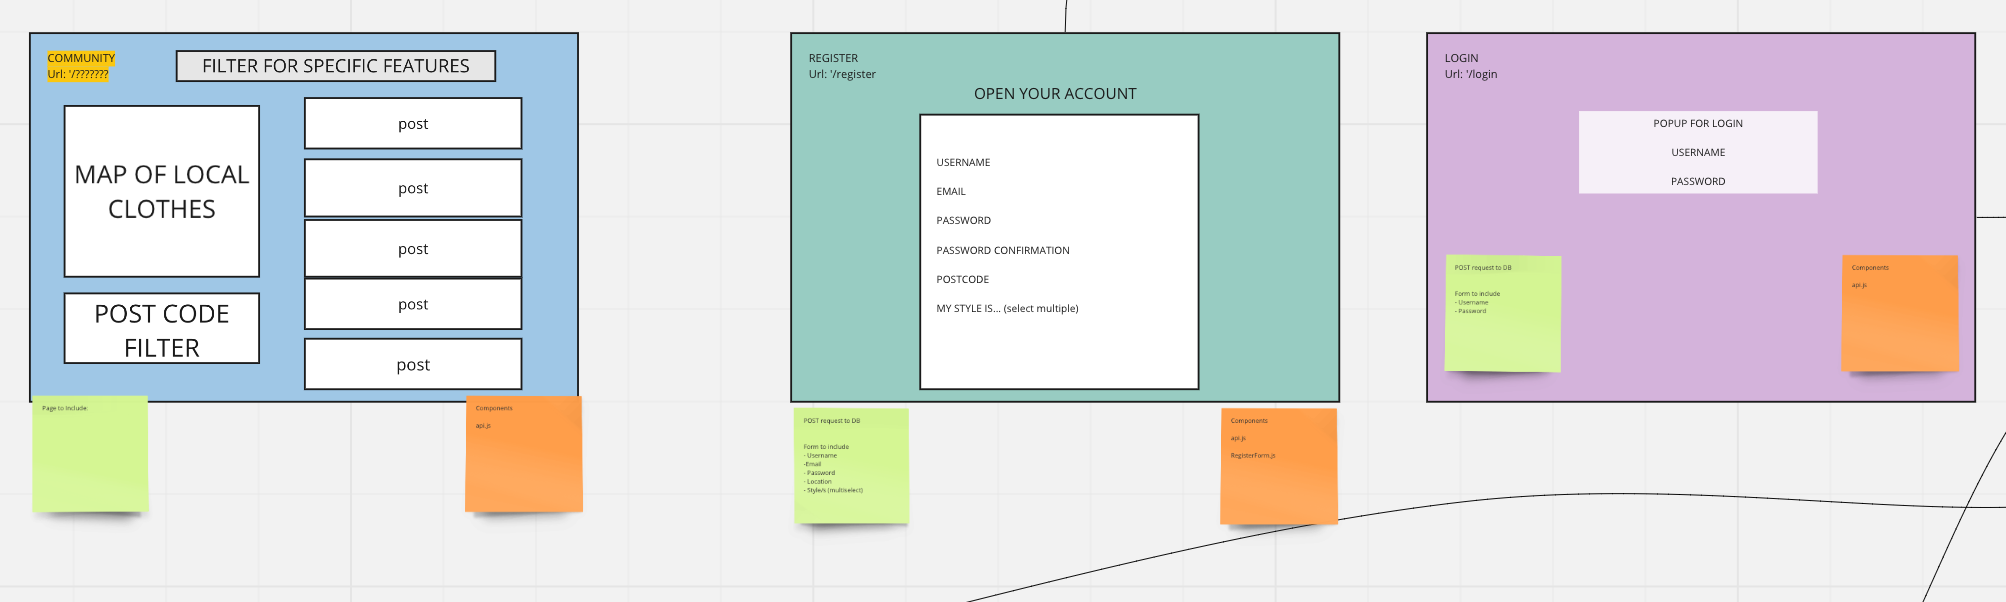 COMMUNITY
Url: '/???????
FILTER FOR SPECIFIC FEATURES
MAP OF LOCAL
CLOTHES
POST CODE
FILTER
post
post
post
post
post
Page to Include:
Components
api.js
REGISTER
Url: '/register
OPEN YOUR ACCOUNT
USERNAME
EMAIL
PASSWORD
PASSWORD CONFIRMATION
POSTCODE
MY STYLE IS... (select multiple)
POST request to DB
Form to include
- Username
-Email
- Password
- Location
- Style/s (multiselect)
Components
api.js
RegisterForm.js
LOGIN
Url: '/login
POPUP FOR LOGIN
USERNAME
PASSWORD
POST request to DB
Form to include
- Username
- Password
Components
api.js